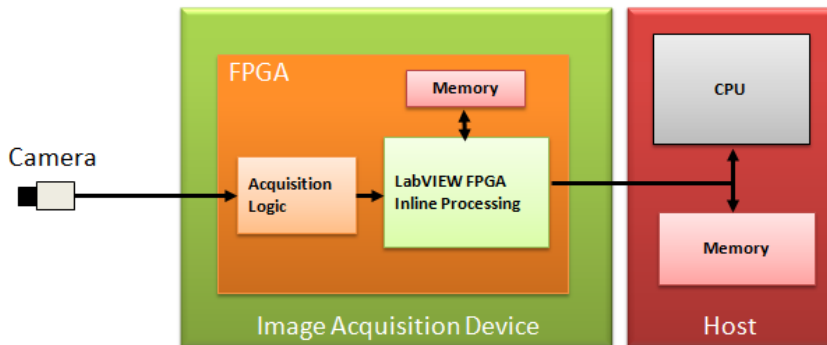 FPGA
Memory
CPU
Camera
Acquisition
Logic
LabVIEW FPGA
Inline Processing
Memory
Image Acquisition Device
Host